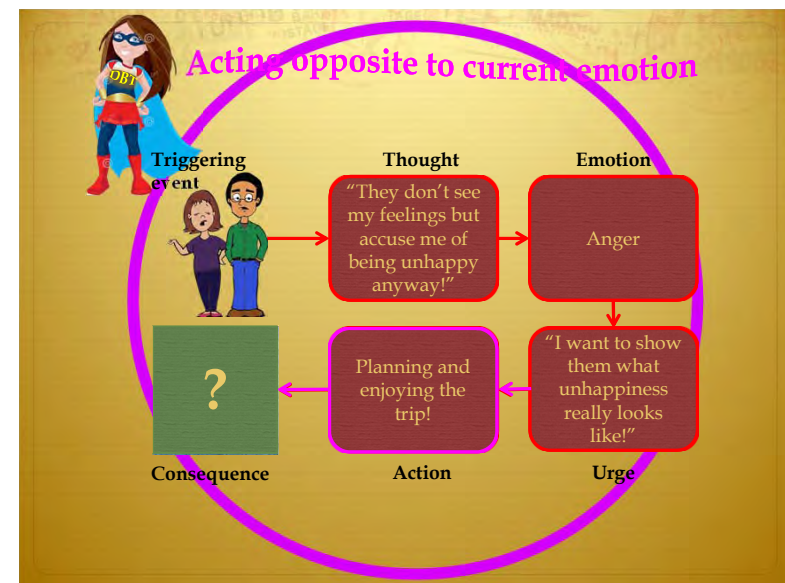 Acting opposite to current emotion
DBT
Triggering
event
Thought
Emotion
“They don’t see
my feelings but
accuse me of
being unhappy
anyway!”
Anger
?
Planning and
enjoying the
trip!
“I want to show
them what
unhappiness
really looks
like!”
Consequence
Action
Urge